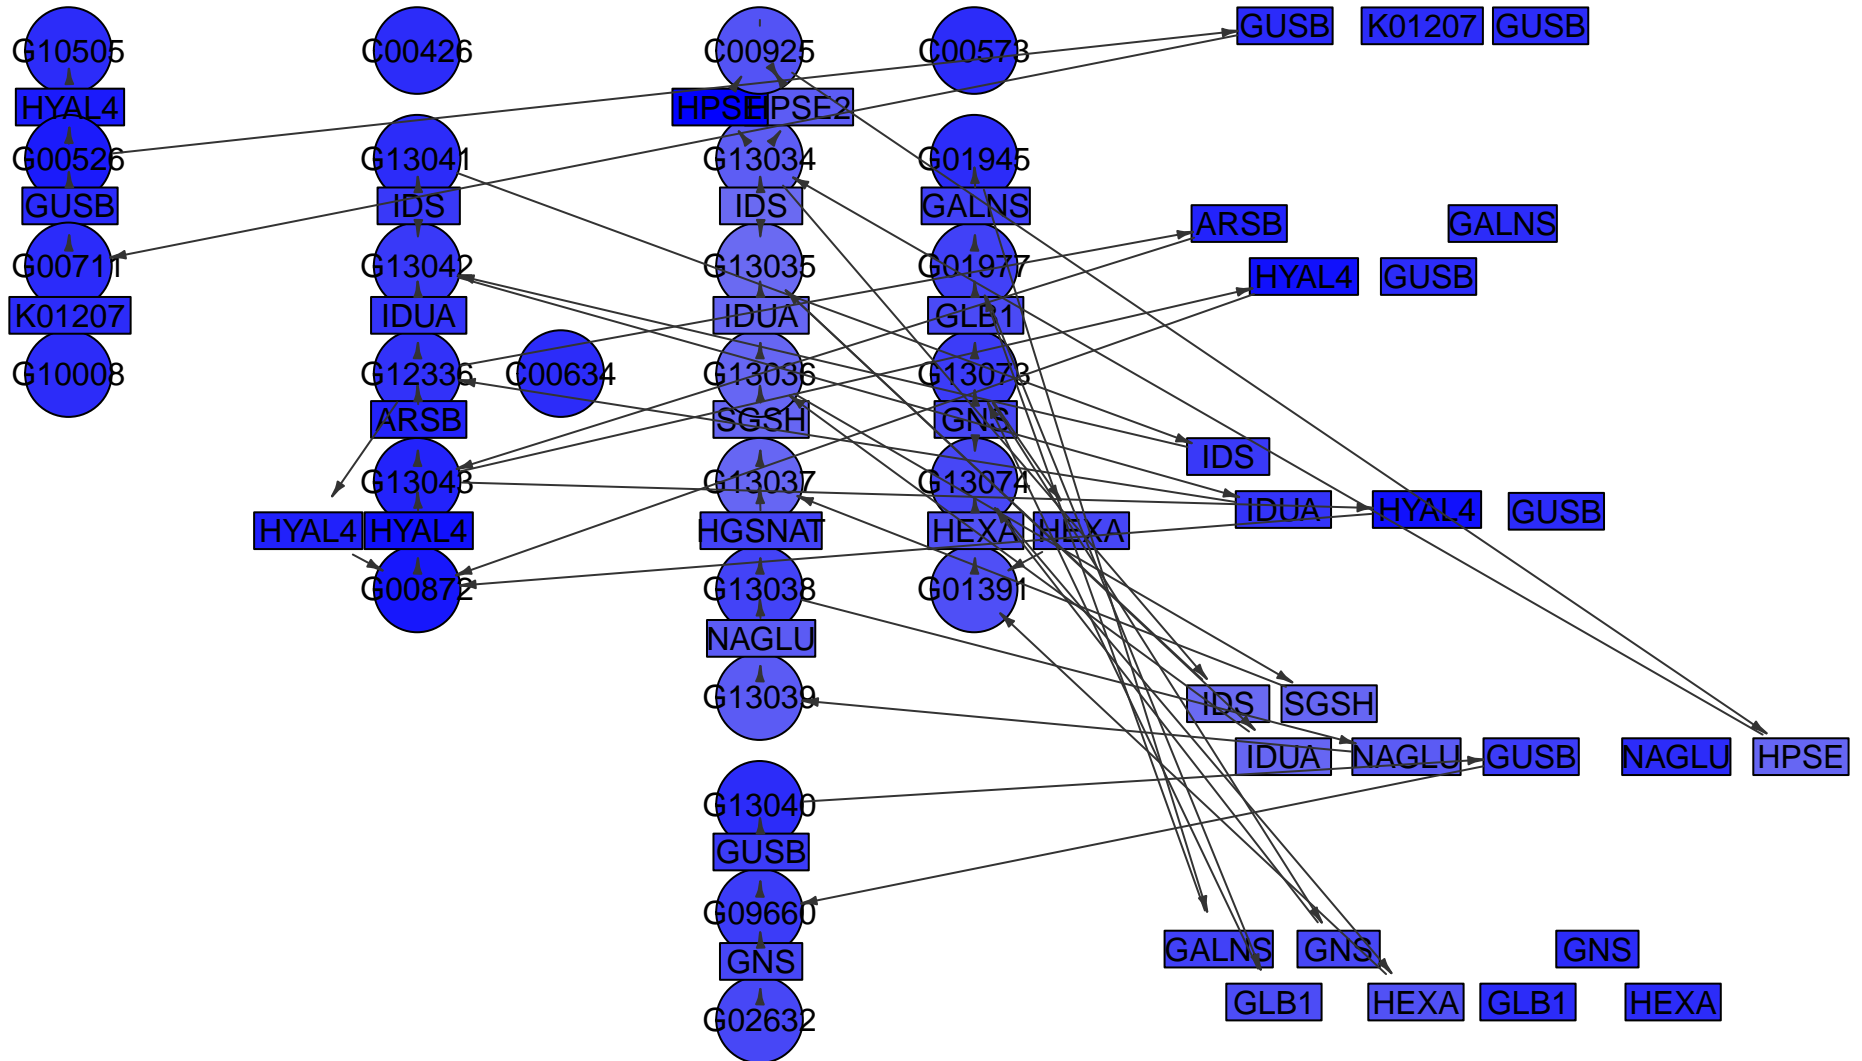 G10505 C00426 C00925 C00573 GUSB K01207 GUSB
HYAL4 HPSE HPSE2
G00526 G13041 G13034 G01945
GUSB IDS IDS GALNS ARSB GALNS
G00711 G13042 G13035 G01977 HYAL4 GUSB
K01207 IDUA IDUA GLB1
G10008 G12336 C00634 G13036 G13073
ARSB SGSH GNS
IDS
G13043 G13037 G13074 IDUA HYAL4 GUSB
HYAL4 HYAL4 HGSNAT HEXA HEXA
G00872 G13038 G01391
NAGLU
G13039 IDS SGSH
IDUA NAGLU GUSB NAGLU HPSE
G13040
GUSB
G09660
GNS GALNS GNS GNS
G02632 GLB1 HEXA GLB1 HEXA